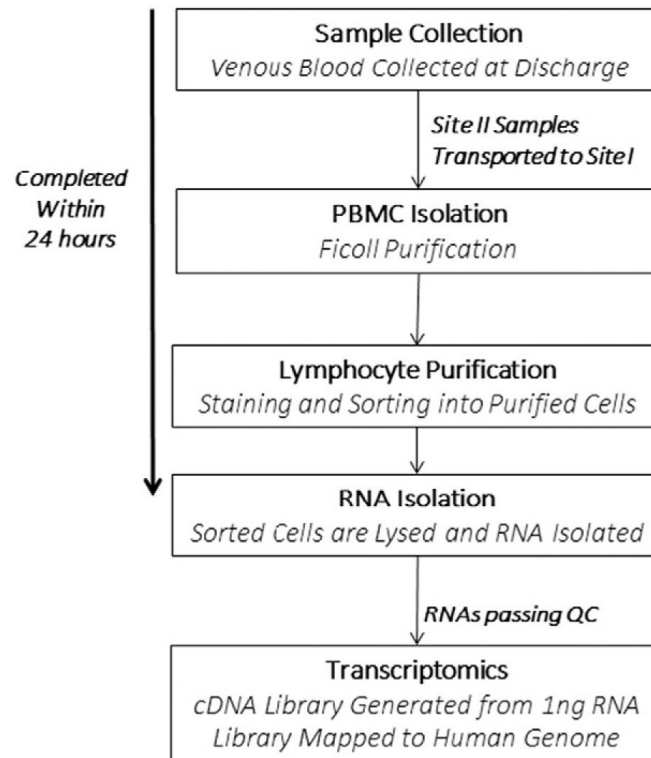 Sample Collection
Venous Blood Collected at Discharge
Site II Samples
Transported to Site I
Completed
Within
24 hours
PBMC Isolation
Ficoll Purification
Lymphocyte Purification
Staining and Sorting into Purified Cells
RNA Isolation
Sorted Cells are Lysed and RNA Isolated
RNAs passing QC
Transcriptomics
cDNA Library Generated from 1ng RNA
Library Mapped to Human Genome